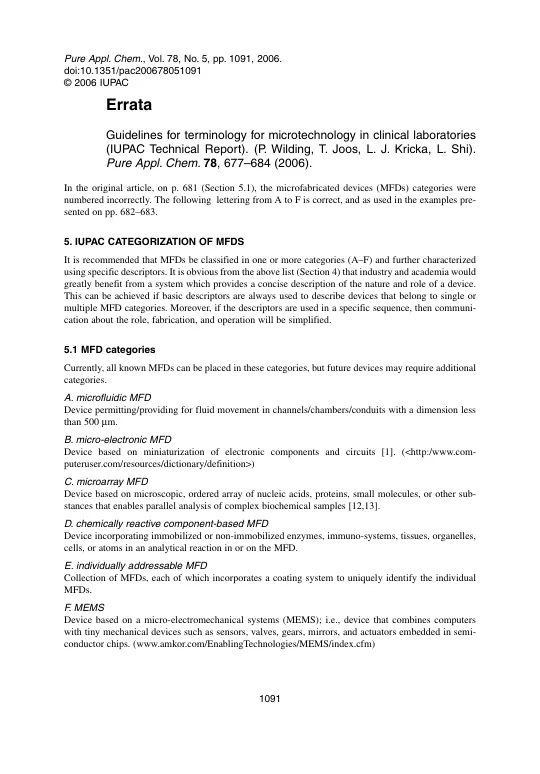 Pure Appl. Chem., Vol. 78, No. 5, pp. 1091, 2006.
doi:10.1351/pac200678051091
© 2006 IUPAC
Errata
Guidelines for terminology for microtechnology in clinical laboratories
(IUPAC Technical Report). (P. Wilding, T. Joos, L. J. Kricka, L. Shi).
Pure Appl. Chem. 78, 677–684 (2006).
In the original article, on p. 681 (Section 5.1), the microfabricated devices (MFDs) categories were
numbered incorrectly. The following lettering from A to F is correct, and as used in the examples pre-
sented on pp. 682–683.
5. IUPAC CATEGORIZATION OF MFDS
It is recommended that MFDs be classified in one or more categories (A–F) and further characterized
using specific descriptors. It is obvious from the above list (Section 4) that industry and academia would
greatly benefit from a system which provides a concise description of the nature and role of a device.
This can be achieved if basic descriptors are always used to describe devices that belong to single or
multiple MFD categories. Moreover, if the descriptors are used in a specific sequence, then communi-
cation about the role, fabrication, and operation will be simplified.
5.1 MFD categories
Currently, all known MFDs can be placed in these categories, but future devices may require additional
categories.
A. microfluidic MFD
Device permitting/providing for fluid movement in channels/chambers/conduits with a dimension less
than 500 µm.
B. micro-electronic MFD
Device based on miniaturization of electronic components and circuits [1]. (<http:/www.com-
puteruser.com/resources/dictionary/definition>)
C. microarray MFD
Device based on microscopic, ordered array of nucleic acids, proteins, small molecules, or other sub-
stances that enables parallel analysis of complex biochemical samples [12,13].
D. chemically reactive component-based MFD
Device incorporating immobilized or non-immobilized enzymes, immuno-systems, tissues, organelles,
cells, or atoms in an analytical reaction in or on the MFD.
E. individually addressable MFD
Collection of MFDs, each of which incorporates a coating system to uniquely identify the individual
MFDs.
F. MEMS
Device based on a micro-electromechanical systems (MEMS); i.e., device that combines computers
with tiny mechanical devices such as sensors, valves, gears, mirrors, and actuators embedded in semi-
conductor chips. (www.amkor.com/EnablingTechnologies/MEMS/index.cfm)
1091